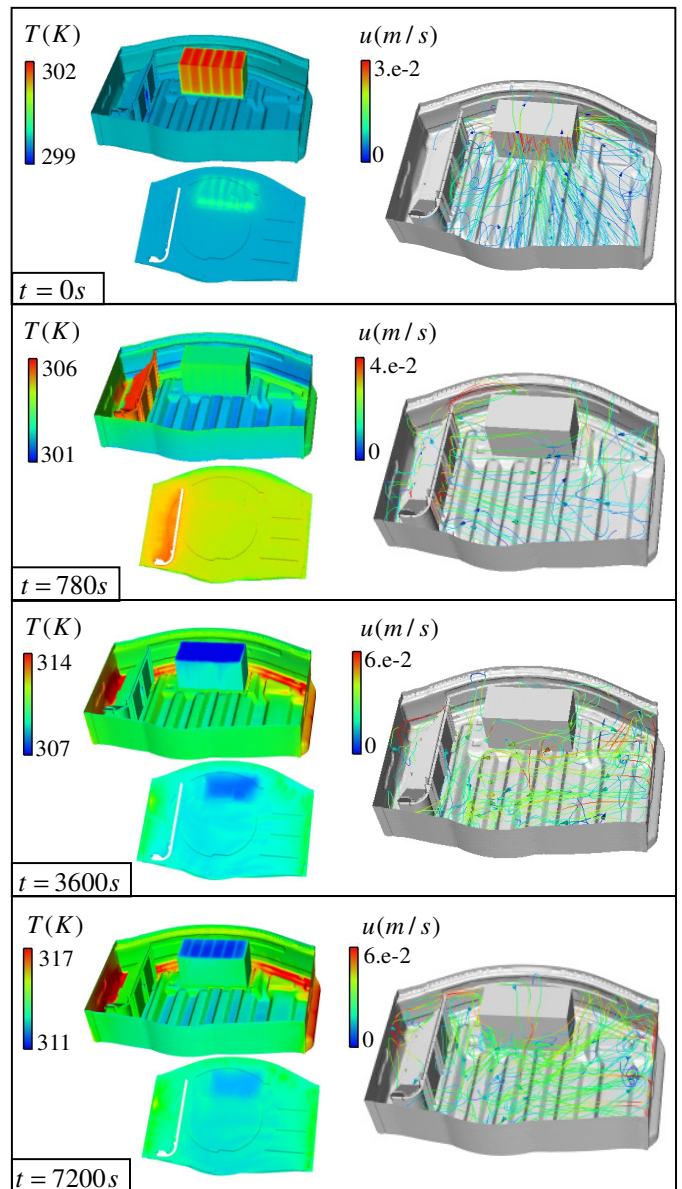 T(K)
302
299
u(m/s)
3.e-2
0
t = 0s
T(K)
306
301
u(m/s)
4.e-2
0
t = 780s
T(K)
314
307
u(m/s)
6.e-2
0
t = 3600s
T(K)
317
311
u(m/s)
6.e-2
0
t = 7200s